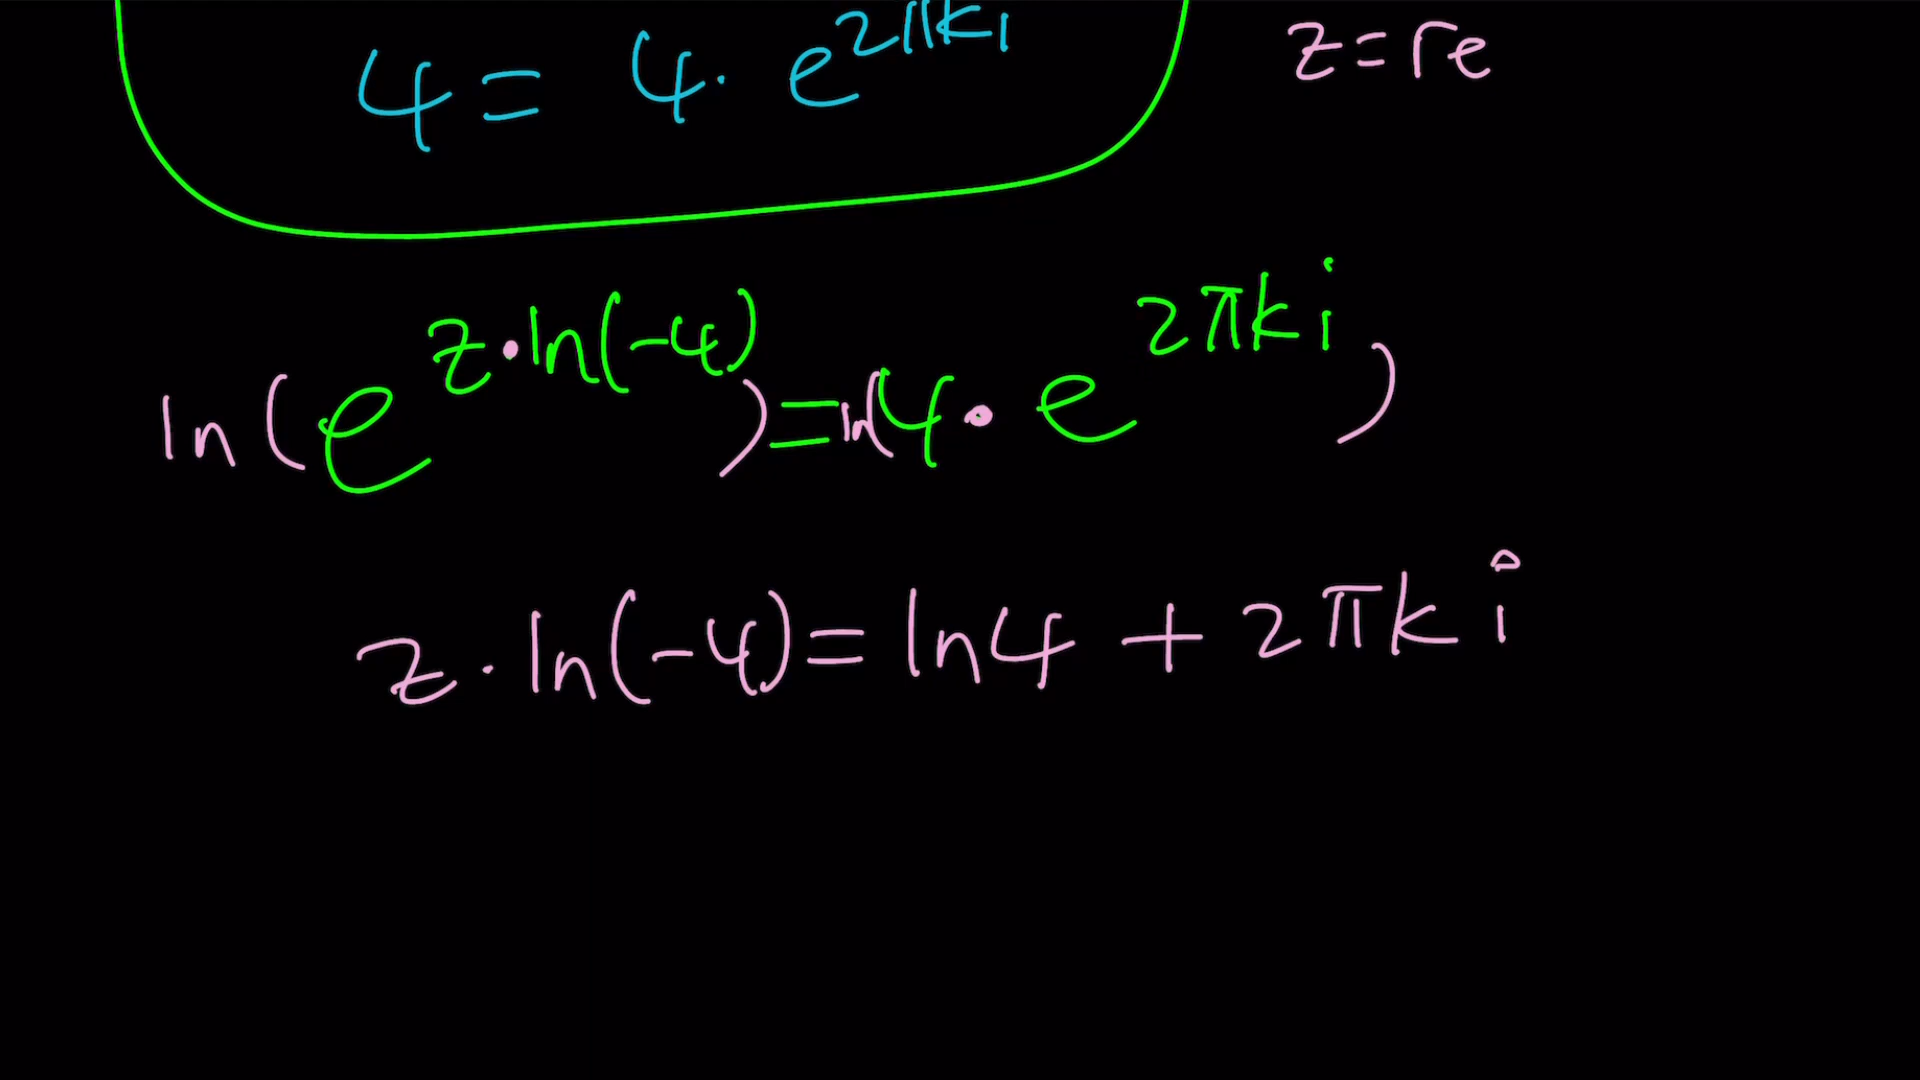 4 = 4 · e^{2πki}
z = re
ln(e^{z·ln(-4)}) = ln(4 · e^{2πki})
z · ln(-4) = ln4 + 2πki